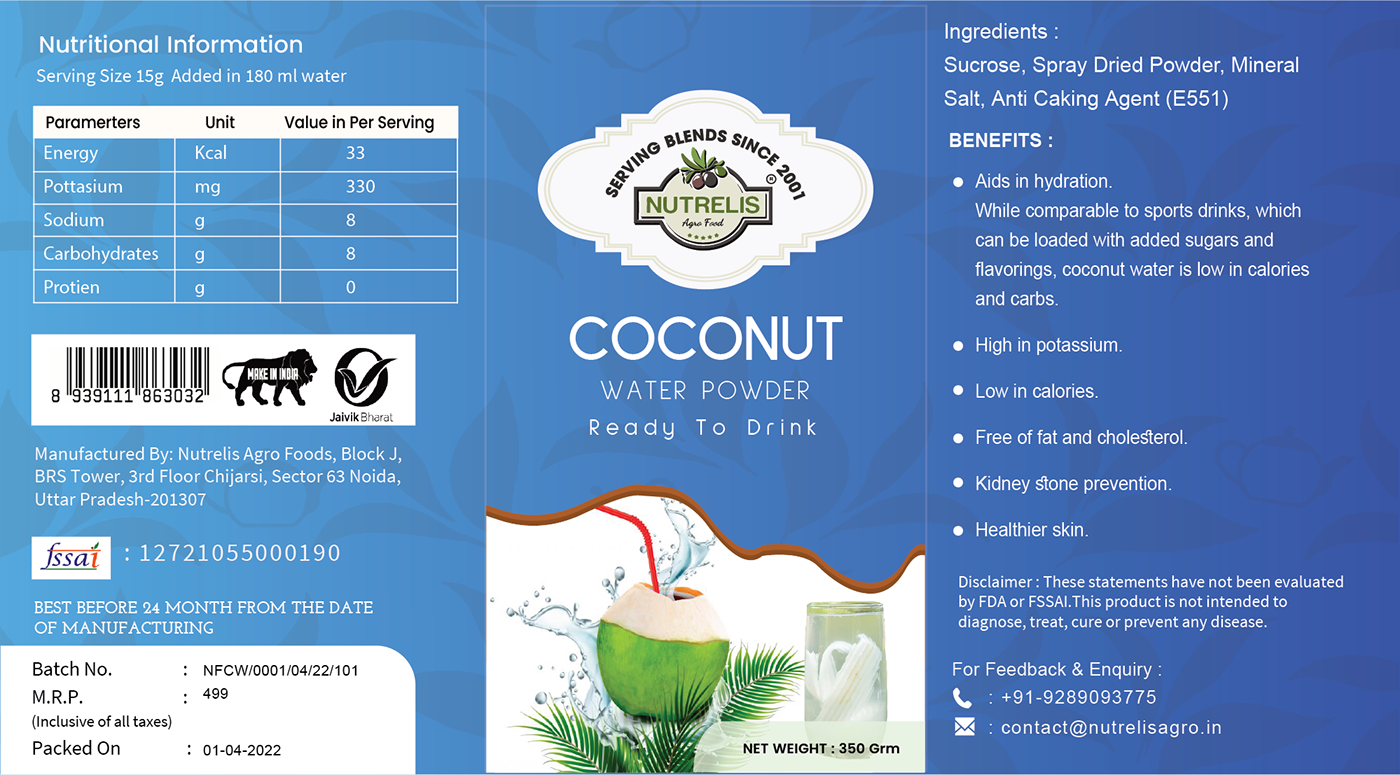 Nutritional Information
Serving Size 15g Added in 180 ml water
Paramerters Unit Value in Per Serving
Energy Kcal 33
Pottasium mg 330
Sodium g 8
Carbohydrates g 8
Protien g 0
8 939111 863032
MAKE IN INDIA
Jaivik Bharat
Manufactured By: Nutrelis Agro Foods, Block J,
BRS Tower, 3rd Floor Chijarsi, Sector 63 Noida,
Uttar Pradesh-201307
fssai : 12721055000190
BEST BEFORE 24 MONTH FROM THE DATE
OF MANUFACTURING
Batch No. : NFCW/0001/04/22/101
M.R.P. : 499
(Inclusive of all taxes)
Packed On : 01-04-2022
SERVING BLENDS SINCE 2001
®
NUTRELIS
Agro Food
COCONUT
WATER POWDER
Ready To Drink
NET WEIGHT : 350 Grm
Ingredients :
Sucrose, Spray Dried Powder, Mineral
Salt, Anti Caking Agent (E551)
BENEFITS :
● Aids in hydration.
While comparable to sports drinks, which
can be loaded with added sugars and
flavorings, coconut water is low in calories
and carbs.
● High in potassium.
● Low in calories.
● Free of fat and cholesterol.
● Kidney stone prevention.
● Healthier skin.
Disclaimer : These statements have not been evaluated
by FDA or FSSAI.This product is not intended to
diagnose, treat, cure or prevent any disease.
For Feedback & Enquiry :
: +91-9289093775
: contact@nutrelisagro.in